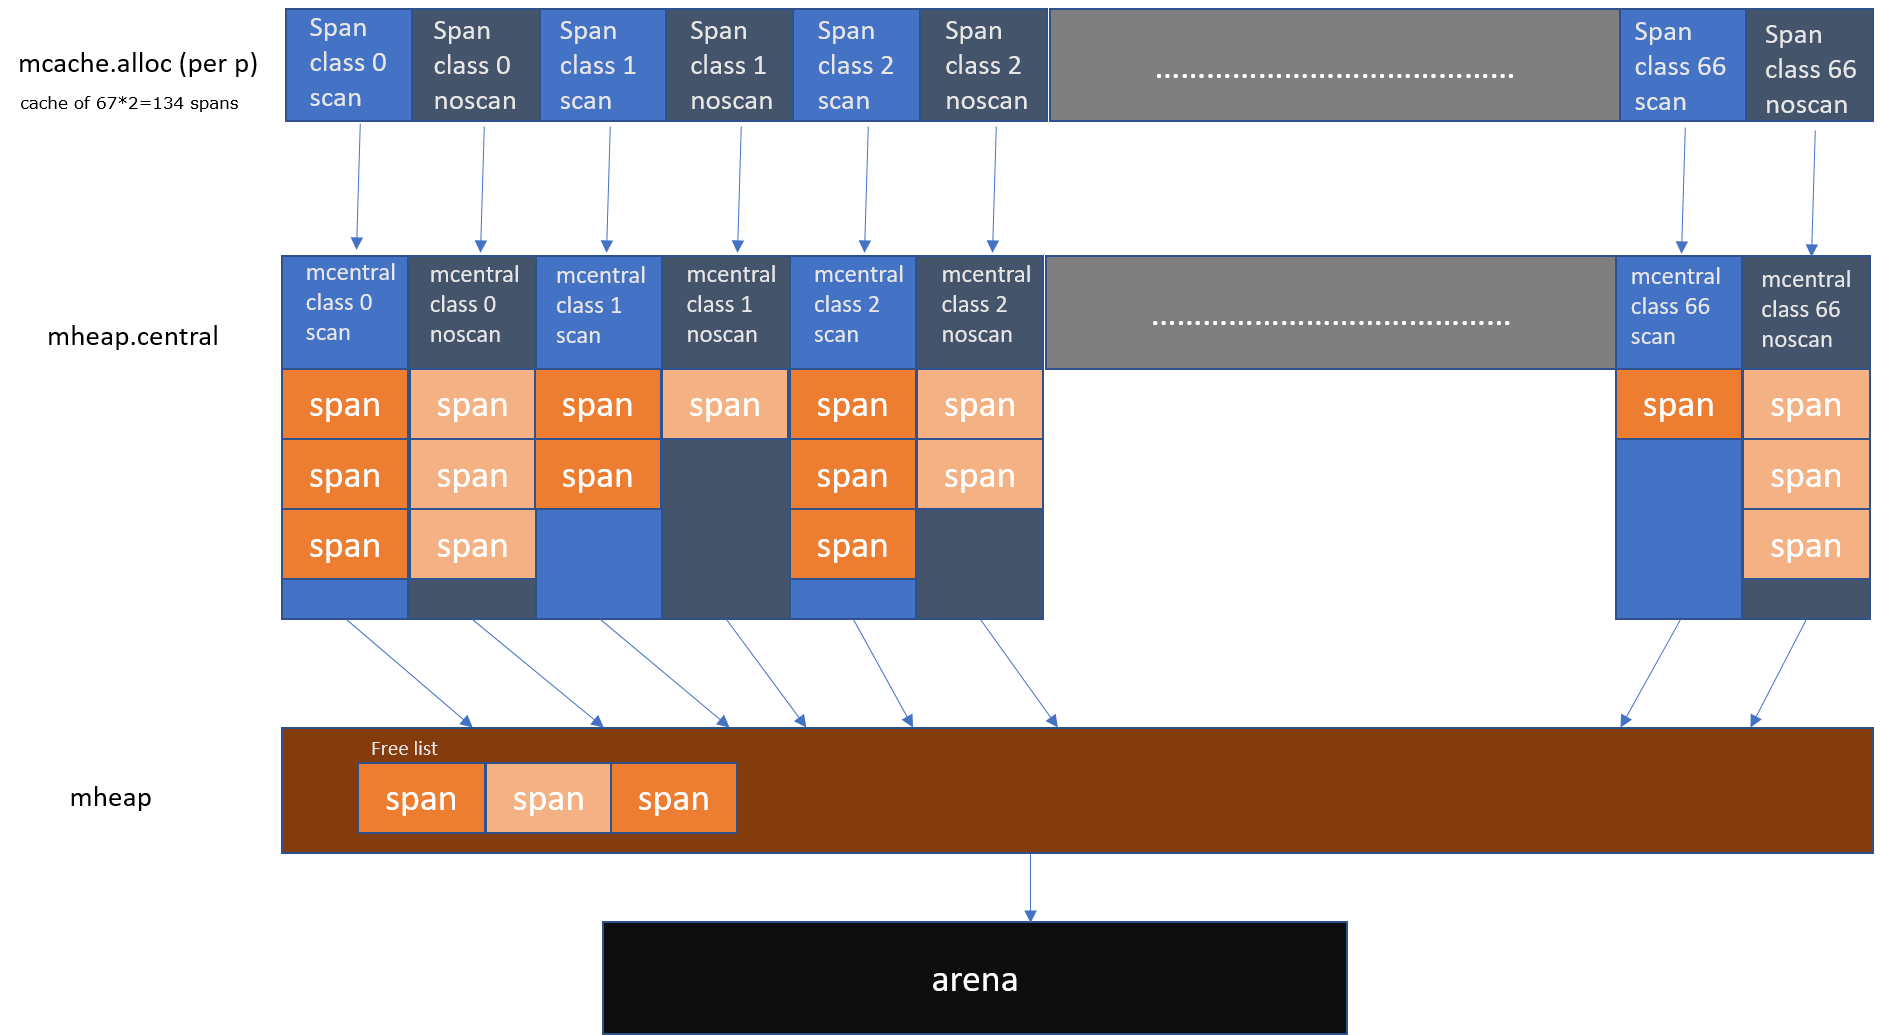 mcache.alloc (per p)
cache of 67*2=134 spans
Span
class 0
scan
Span
class 0
noscan
Span
class 1
scan
Span
class 1
noscan
Span
class 2
scan
Span
class 2
noscan
..........................................
Span
class 66
scan
Span
class 66
noscan
mheap.central
mcentral
class 0
scan
mcentral
class 0
noscan
mcentral
class 1
scan
mcentral
class 1
noscan
mcentral
class 2
scan
mcentral
class 2
noscan
..........................................
mcentral
class 66
scan
mcentral
class 66
noscan
span span span span span span span span
span span span span span span
span span span span
mheap
Free list
span span span
arena